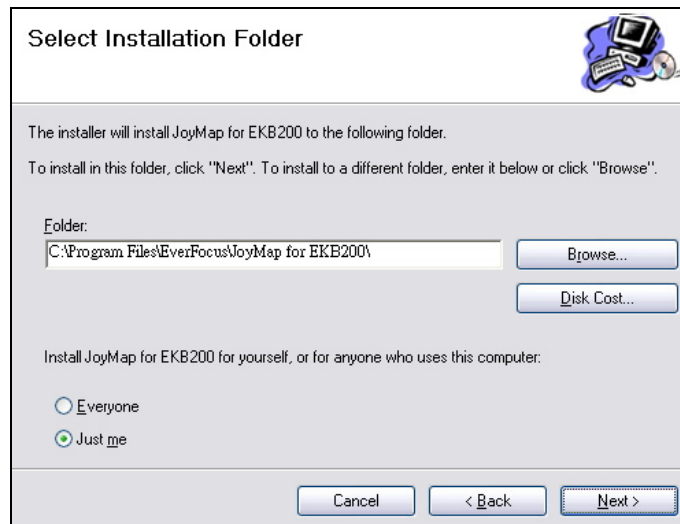 Select Installation Folder
The installer will install JoyMap for EKB200 to the following folder.
To install in this folder, click "Next". To install to a different folder, enter it below or click "Browse".
Folder:
C:\Program Files\EverFocus\JoyMap for EKB200\
Browse...
Disk Cost...
Install JoyMap for EKB200 for yourself, or for anyone who uses this computer:
Everyone
Just me
Cancel
< Back
Next >